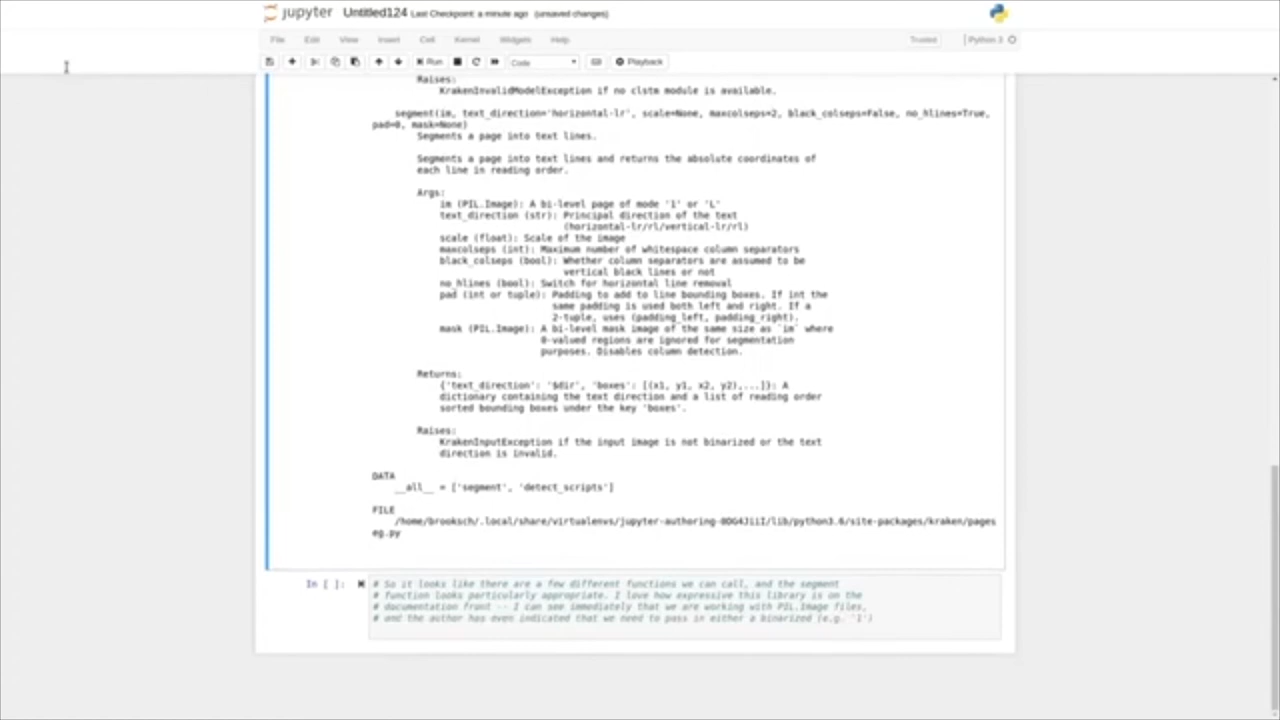 jupyter Untitled124 Last Checkpoint: a minute ago (unsaved changes)
File Edit View Insert Cell Kernel Widgets Help Trusted Python 3
Run Code Playback
Raises:
KrakenInvalidModelException if no clstm module is available.
segment(im, text_direction='horizontal-lr', scale=None, maxcolseps=2, black_colseps=False, no_hlines=True,
pad=0, mask=None)
Segments a page into text lines.
Segments a page into text lines and returns the absolute coordinates of
each line in reading order.
Args:
im (PIL.Image): A bi-level page of mode '1' or 'L'
text_direction (str): Principal direction of the text
(horizontal-lr/rl/vertical-lr/rl)
scale (float): Scale of the image
maxcolseps (int): Maximum number of whitespace column separators
black_colseps (bool): Whether column separators are assumed to be
vertical black lines or not
no_hlines (bool): Switch for horizontal line removal
pad (int or tuple): Padding to add to line bounding boxes. If int the
same padding is used both left and right. If a
2-tuple, uses (padding_left, padding_right).
mask (PIL.Image): A bi-level mask image of the same size as `im` where
0-valued regions are ignored for segmentation
purposes. Disables column detection.
Returns:
{'text_direction': '$dir', 'boxes': [(x1, y1, x2, y2),...]}: A
dictionary containing the text direction and a list of reading order
sorted bounding boxes under the key 'boxes'.
Raises:
KrakenInputException if the input image is not binarized or the text
direction is invalid.
DATA
__all__ = ['segment', 'detect_scripts']
FILE
/home/brooksch/.local/share/virtualenvs/jupyter-authoring-8DG4JiiI/lib/python3.6/site-packages/kraken/pages
eg.py
In [ ]: # So it looks like there are a few different functions we can call, and the segment
# function looks particularly appropriate. I love how expressive this library is on the
# documentation front -- I can see immediately that we are working with PIL.Image files,
# and the author has even indicated that we need to pass in either a binarized (e.g. '1')